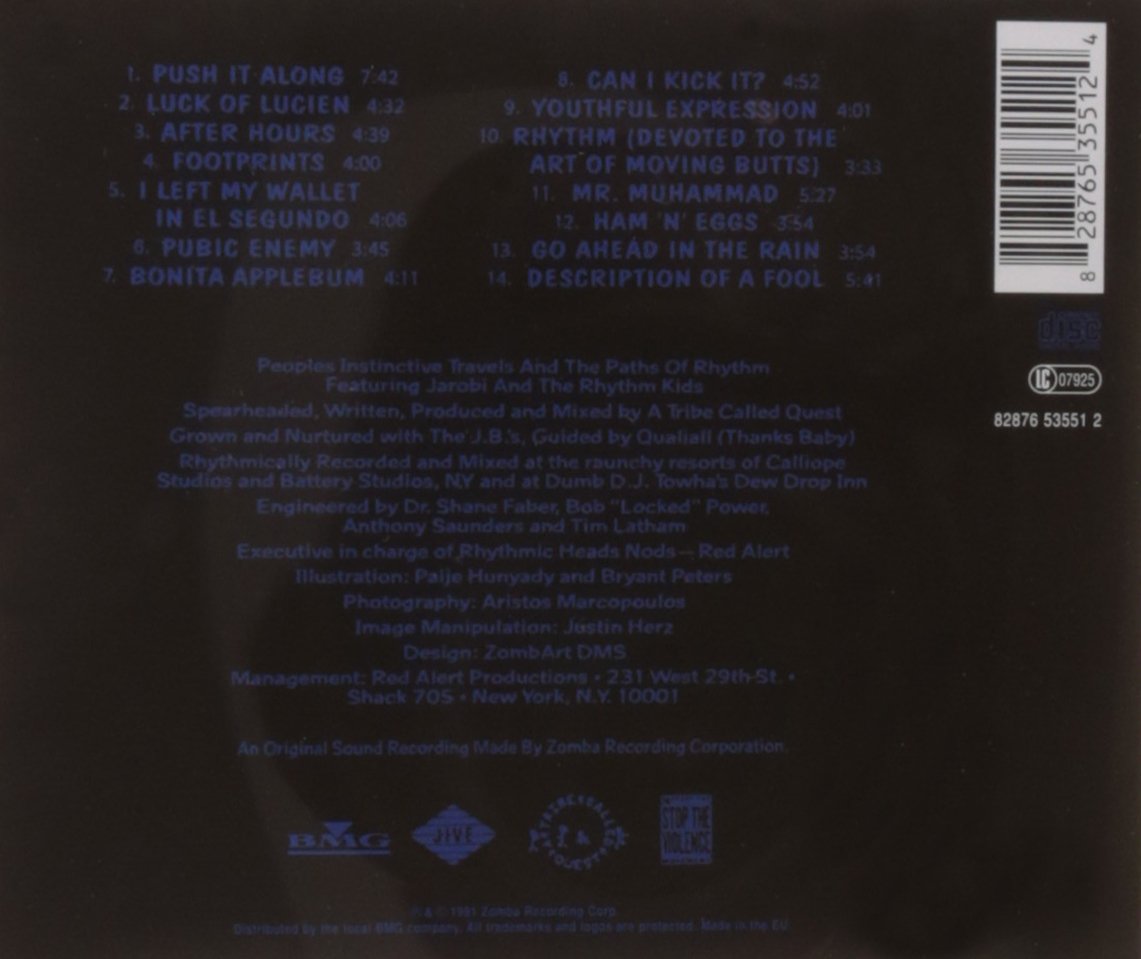 1. PUSH IT ALONG 7:42
2. LUCK OF LUCIEN 4:32
3. AFTER HOURS 4:39
4. FOOTPRINTS 4:00
5. I LEFT MY WALLET
IN EL SEGUNDO 4:06
6. PUBIC ENEMY 3:45
7. BONITA APPLEBUM 4:11
8. CAN I KICK IT? 4:52
9. YOUTHFUL EXPRESSION 4:01
10. RHYTHM (DEVOTED TO THE
ART OF MOVING BUTTS) 3:33
11. MR. MUHAMMAD 5:27
12. HAM 'N' EGGS 3:54
13. GO AHEAD IN THE RAIN 3:54
14. DESCRIPTION OF A FOOL 5:41
8 28765 35512 4
disc
IC 07925
82876 53551 2
Peoples Instinctive Travels And The Paths Of Rhythm
Featuring Jarobi And The Rhythm Kids
Spearheaded, Written, Produced and Mixed by A Tribe Called Quest
Grown and Nurtured with The J.B.'s, Guided by Qualiall (Thanks Baby)
Rhythmically Recorded and Mixed at the raunchy resorts of Calliope
Studios and Battery Studios, NY and at Dumb D.J. Towha's Dew Drop Inn
Engineered by Dr. Shane Faber, Bob "Locked" Power,
Anthony Saunders and Tim Latham
Executive in charge of Rhythmic Heads Nods – Red Alert
Illustration: Paije Hunyady and Bryant Peters
Photography: Aristos Marcopoulos
Image Manipulation: Justin Herz
Design: ZombArt DMS
Management: Red Alert Productions • 231 West 29th St. •
Shack 705 • New York, N.Y. 10001
An Original Sound Recording Made By Zomba Recording Corporation.
BMG
JIVE
A TRIBE CALLED QUEST
STOP THE
VIOLENCE
℗ & © 1991 Zomba Recording Corp.
Distributed by the local BMG company. All trademarks and logos are protected. Made in the EU.